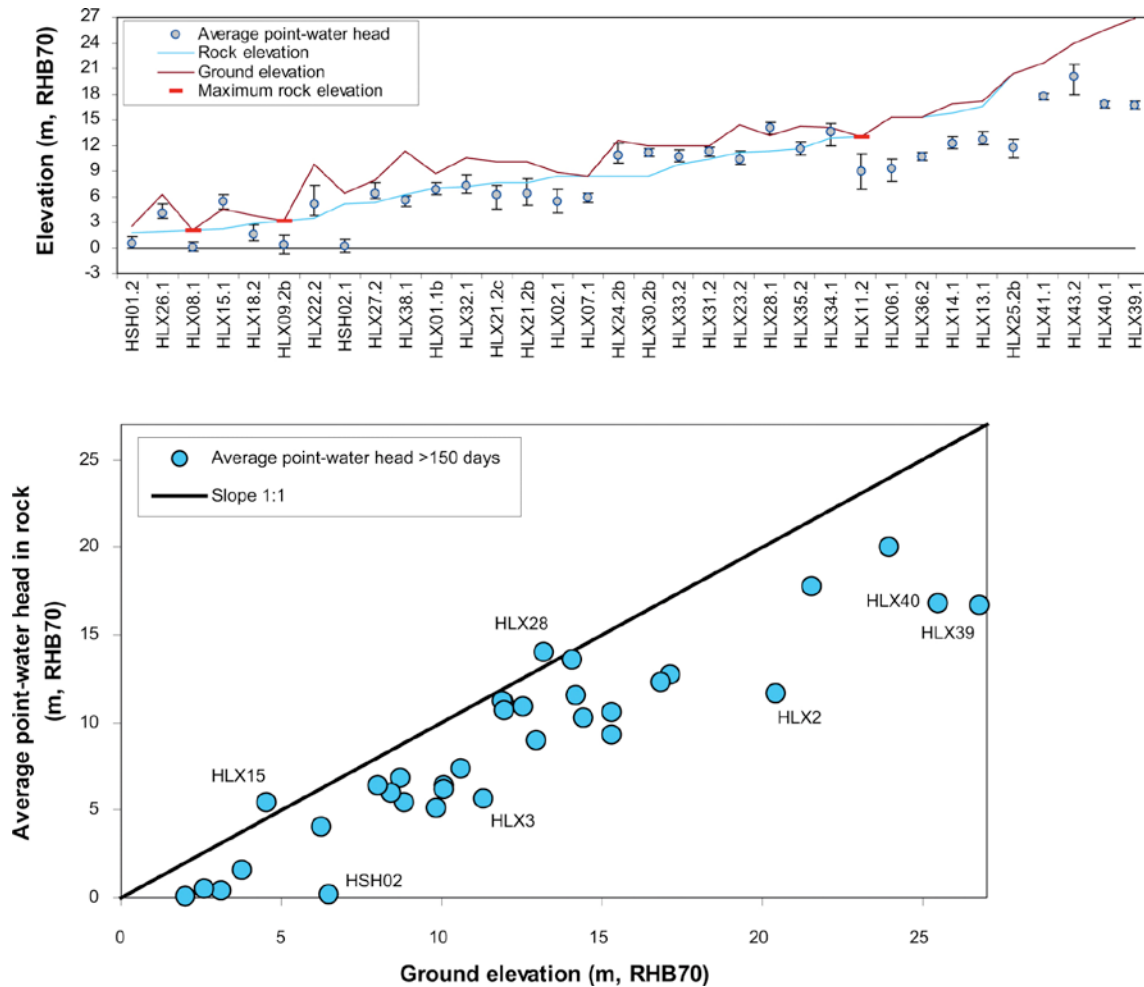 27
24
21
18
15
12
9
6
3
0
-3
Elevation (m, RHB70)
Average point-water head
Rock elevation
Ground elevation
Maximum rock elevation
HSH01.2
HLX26.1
HLX08.1
HLX15.1
HLX18.2
HLX09.2b
HLX22.2
HSH02.1
HLX27.2
HLX38.1
HLX01.1b
HLX32.1
HLX21.2c
HLX21.2b
HLX02.1
HLX07.1
HLX24.2b
HLX30.2b
HLX33.2
HLX31.2
HLX23.2
HLX28.1
HLX35.2
HLX34.1
HLX11.2
HLX06.1
HLX36.2
HLX14.1
HLX13.1
HLX25.2b
HLX41.1
HLX43.2
HLX40.1
HLX39.1
Average point-water head in rock
(m, RHB70)
25
20
15
10
5
0
Average point-water head >150 days
Slope 1:1
HLX28
HLX40
HLX39
HLX2
HLX15
HLX3
HSH02
0
5
10
15
20
25
Ground elevation (m, RHB70)